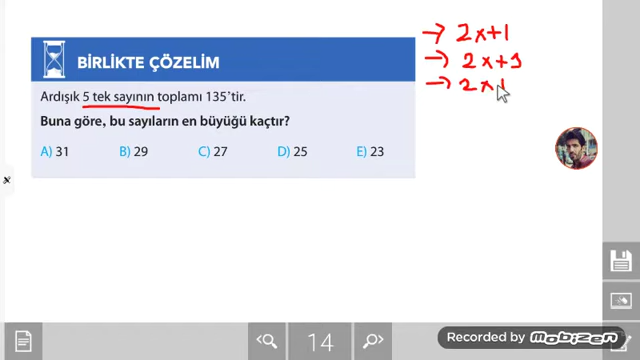 → 2x+1
→ 2x+3
→ 2x
BİRLİKTE ÇÖZELİM
Ardışık 5 tek sayının toplamı 135'tir.
Buna göre, bu sayıların en büyüğü kaçtır?
A) 31 B) 29 C) 27 D) 25 E) 23
14
Recorded by Mobizen